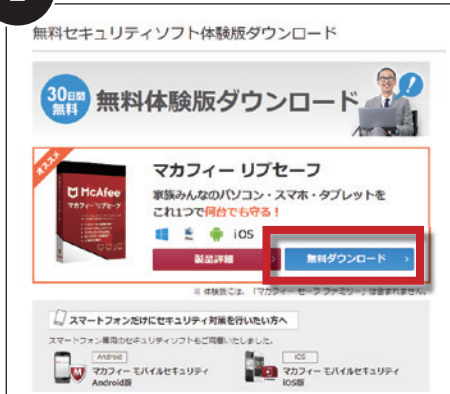 無料セキュリティソフト体験版ダウンロード
30日間
無料
無料体験版ダウンロード
オススメ
McAfee
マカフィー リブセーフ
マカフィー リブセーフ
家族みんなのパソコン・スマホ・タブレットを
これ1つで何台でも守る！
iOS
製品詳細 >
無料ダウンロード >
※ 体験版には、「マカフィー セーフ ファミリー」は含まれません。
スマートフォンだけにセキュリティ対策を行いたい方へ
スマートフォン専用のセキュリティソフトもご用意いたしました。
Android
マカフィー モバイルセキュリティ
Android版
iOS
マカフィー モバイルセキュリティ
iOS版